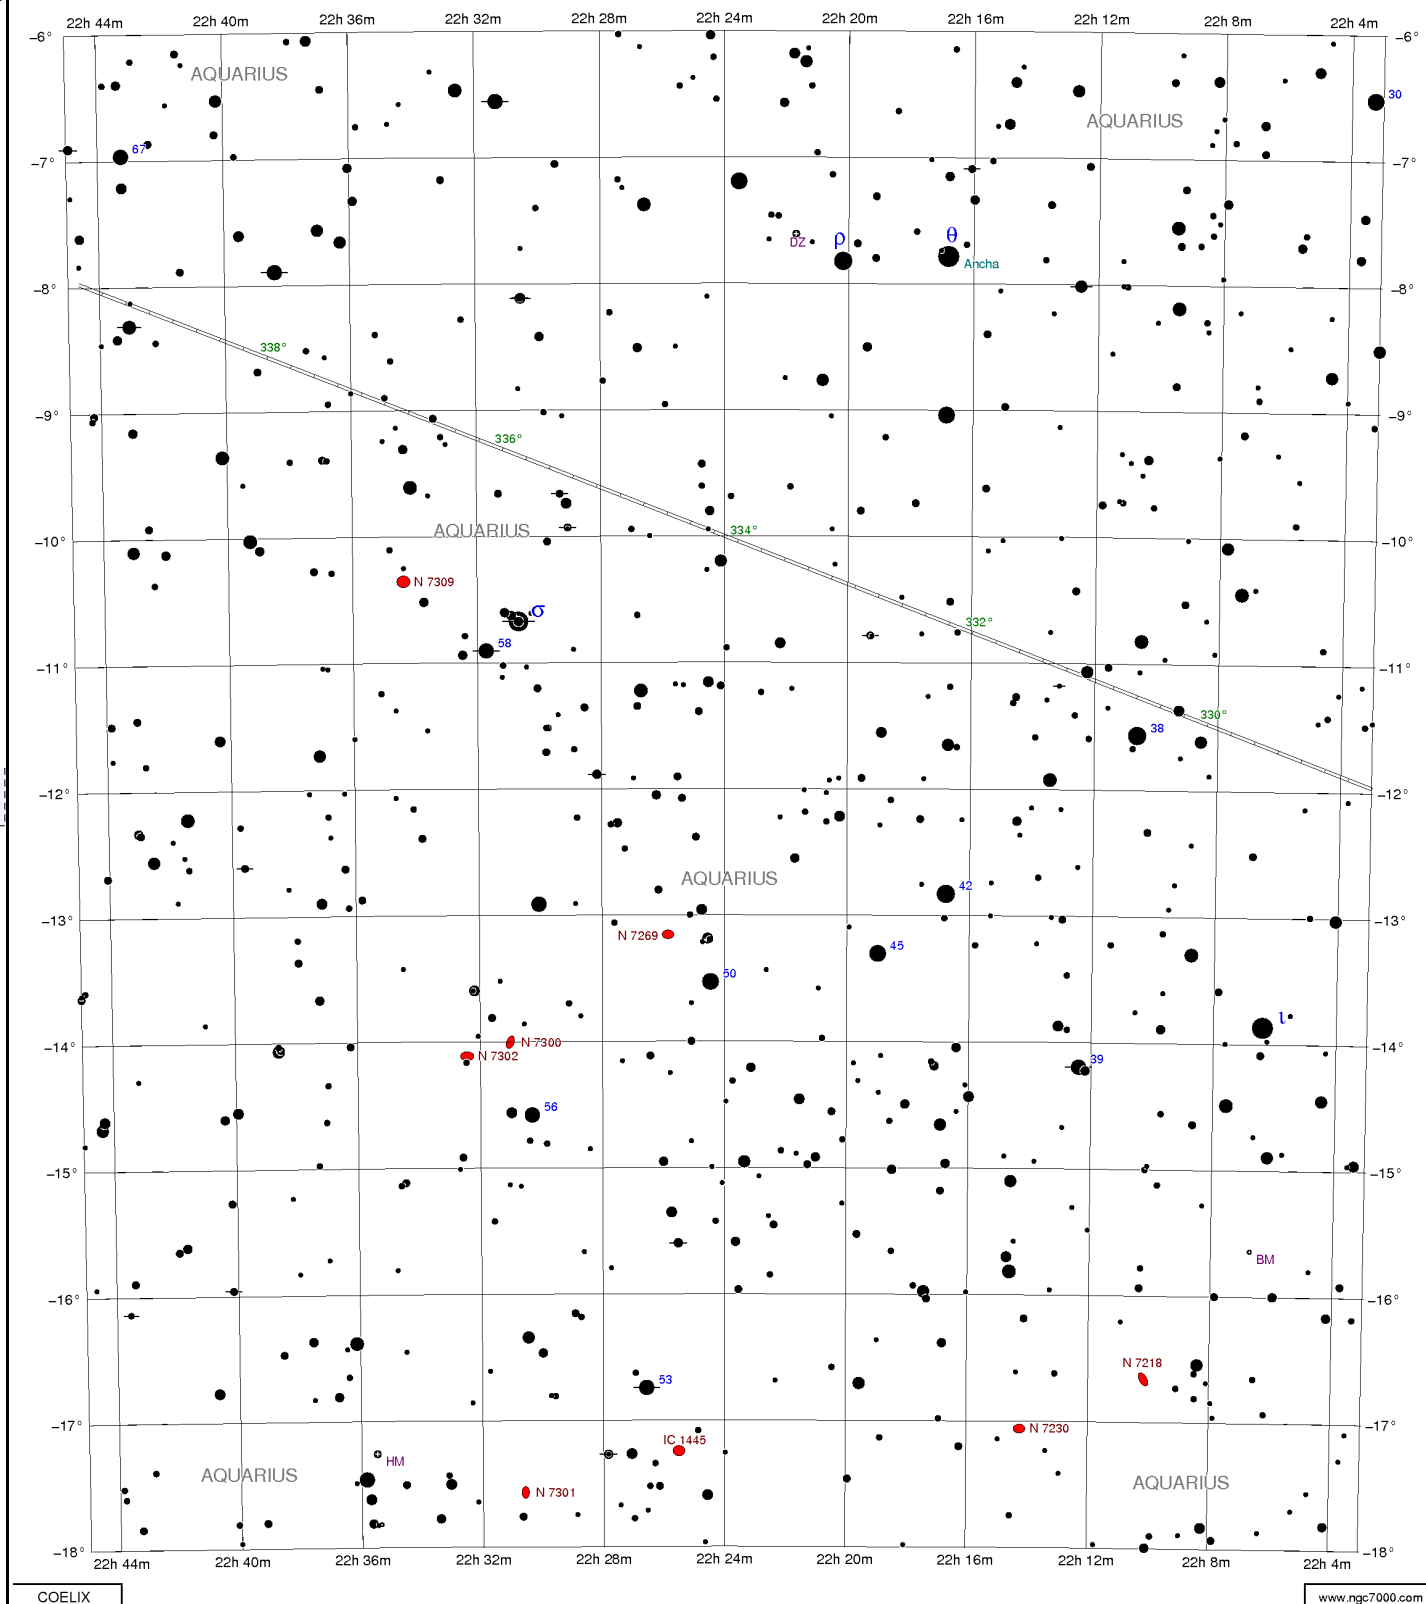 22h 44m 22h 40m 22h 36m 22h 32m 22h 28m 22h 24m 22h 20m 22h 16m 22h 12m 22h 8m 22h 4m
−6° −6°
AQUARIUS
30
AQUARIUS
67
−7° −7°
ρ θ
DZ
Ancha
−8° −8°
338°
−9° −9°
336°
AQUARIUS 334°
−10° −10°
N 7309
σ
332°
58
−11° −11°
330°
38
−12° −12°
AQUARIUS
42
−13° −13°
N 7269
45
50
ι
N 7300
−14° −14°
N 7302
39
56
−15° −15°
BM
−16° −16°
N 7218
53
−17° −17°
N 7230
IC 1445
HM
AQUARIUS
AQUARIUS
N 7301
−18° −18°
22h 44m 22h 40m 22h 36m 22h 32m 22h 28m 22h 24m 22h 20m 22h 16m 22h 12m 22h 8m 22h 4m
COELIX www.ngc7000.com